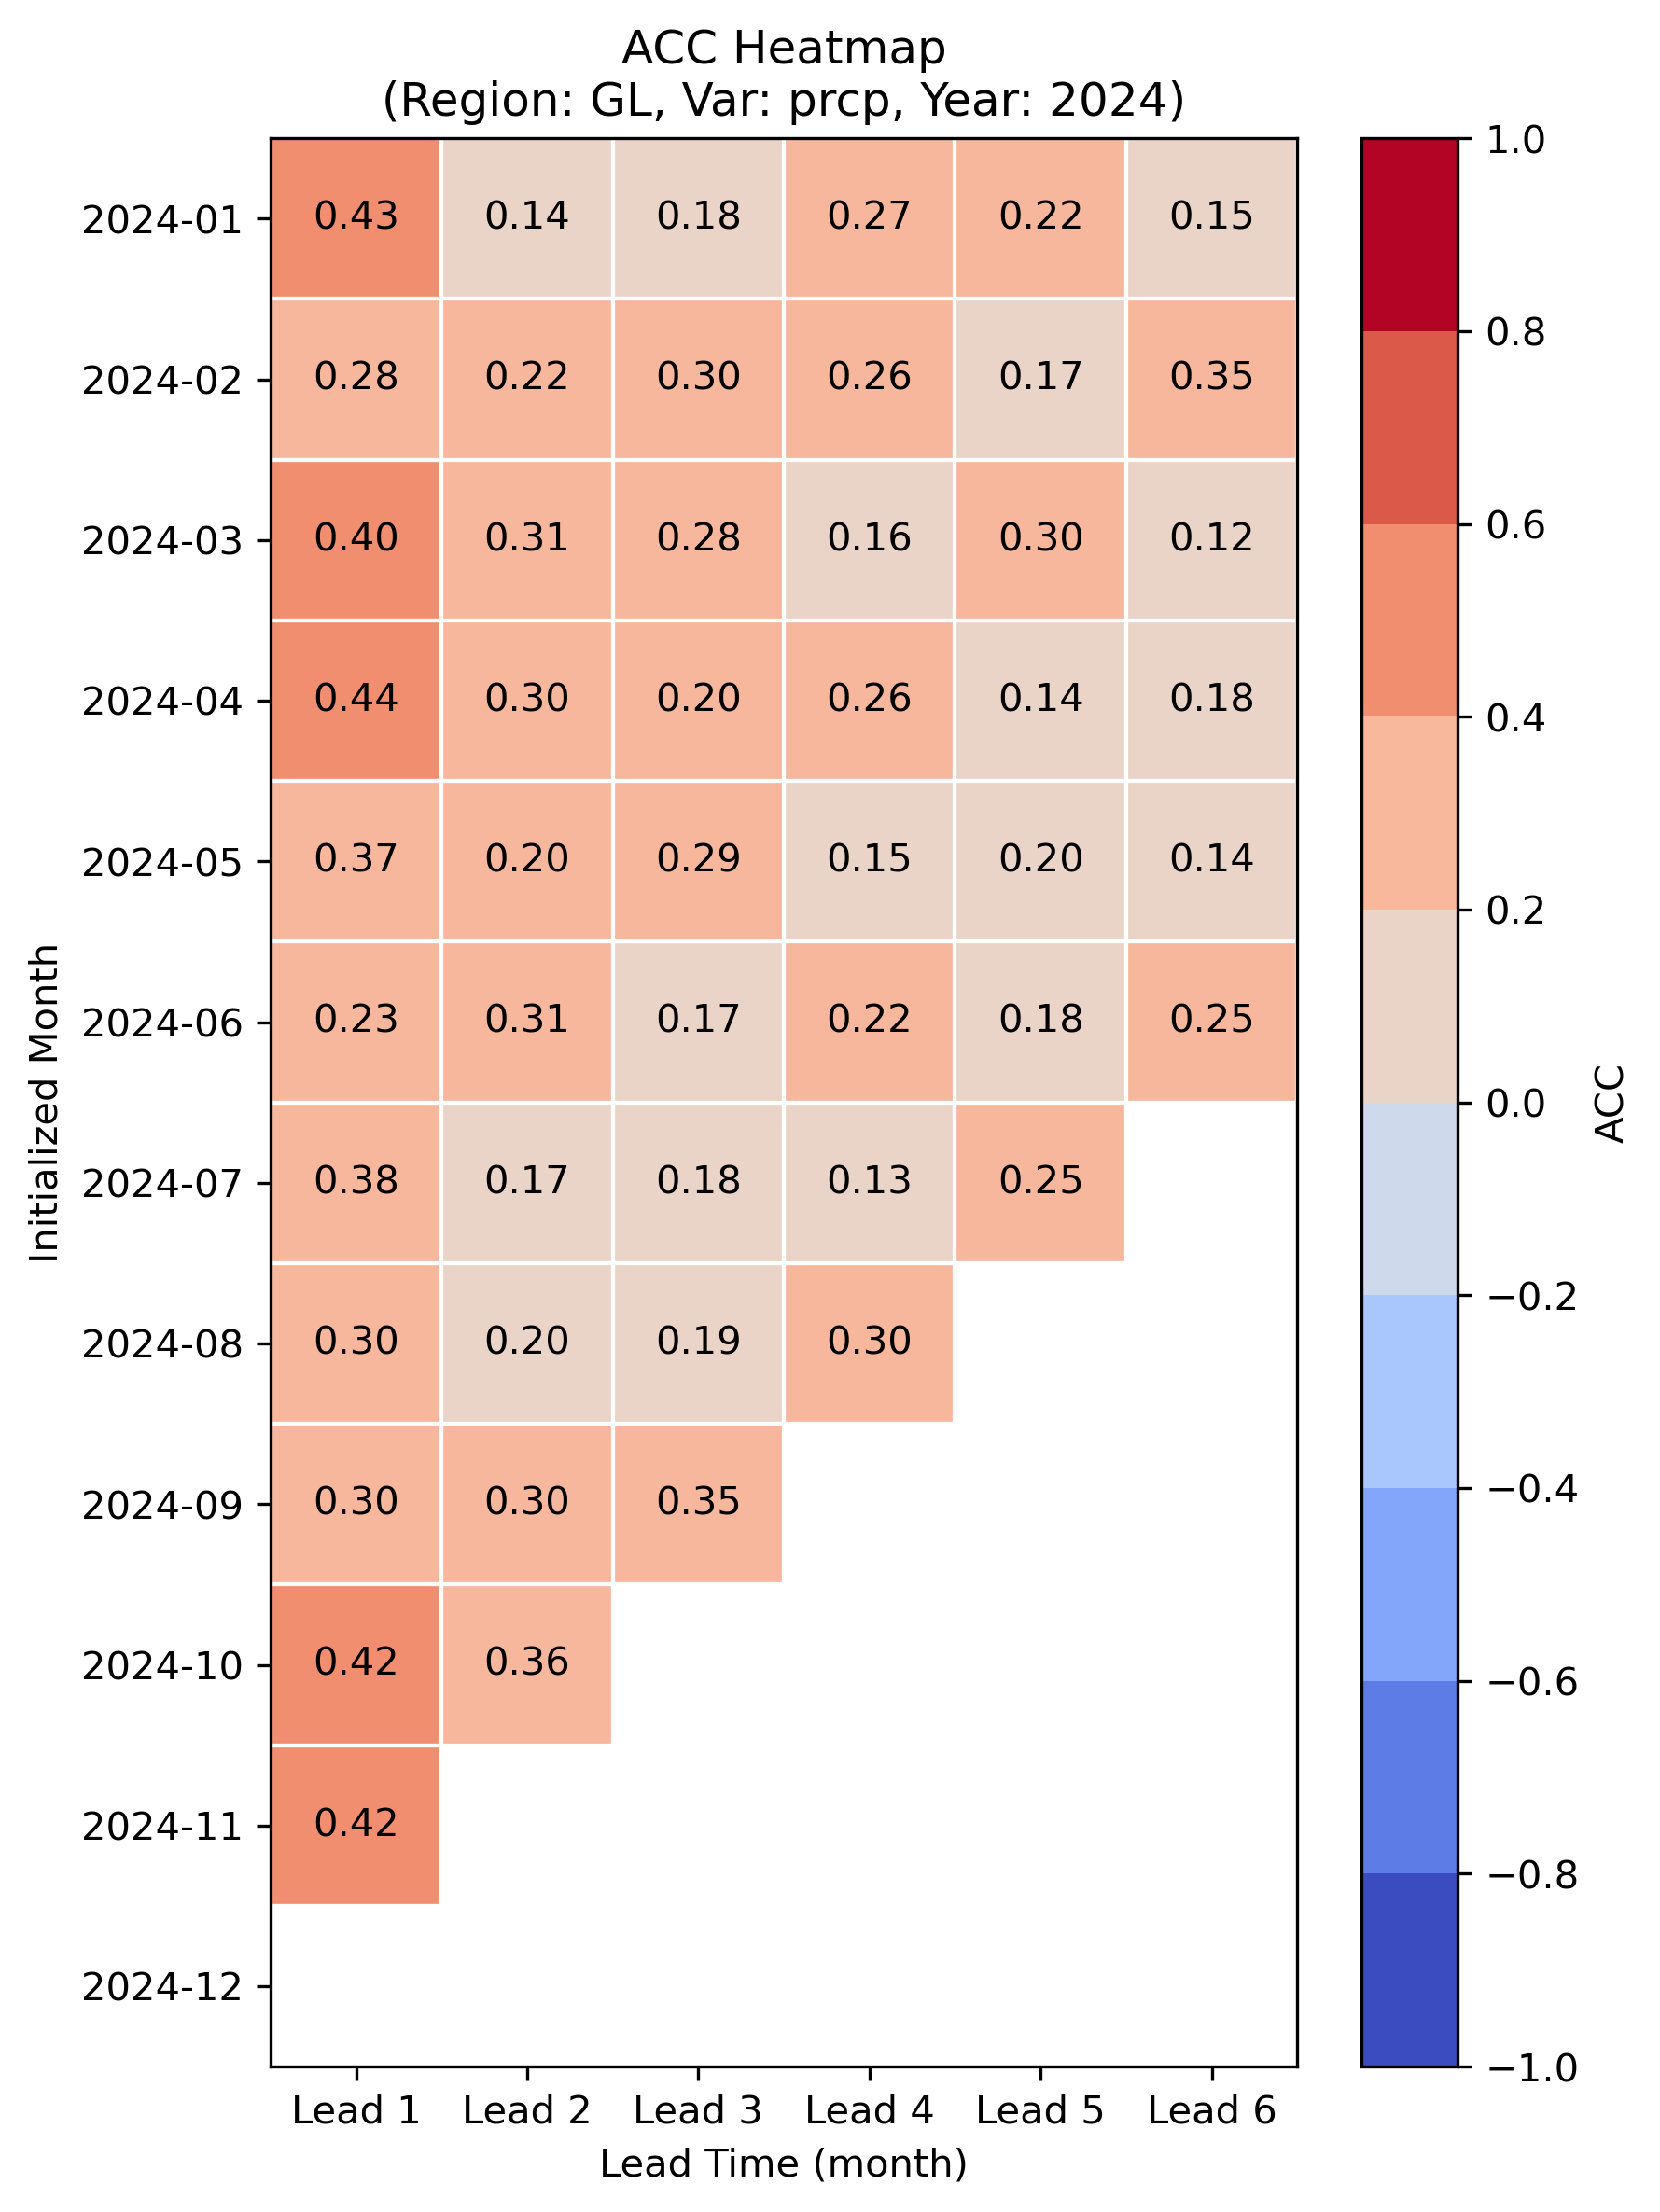 ACC Heatmap
(Region: GL, Var: prcp, Year: 2024)
Initialized Month
2024-01 0.43 0.14 0.18 0.27 0.22 0.15
2024-02 0.28 0.22 0.30 0.26 0.17 0.35
2024-03 0.40 0.31 0.28 0.16 0.30 0.12
2024-04 0.44 0.30 0.20 0.26 0.14 0.18
2024-05 0.37 0.20 0.29 0.15 0.20 0.14
2024-06 0.23 0.31 0.17 0.22 0.18 0.25
2024-07 0.38 0.17 0.18 0.13 0.25
2024-08 0.30 0.20 0.19 0.30
2024-09 0.30 0.30 0.35
2024-10 0.42 0.36
2024-11 0.42
2024-12
Lead 1 Lead 2 Lead 3 Lead 4 Lead 5 Lead 6
Lead Time (month)
1.0
0.8
0.6
0.4
0.2
0.0
−0.2
−0.4
−0.6
−0.8
−1.0
ACC